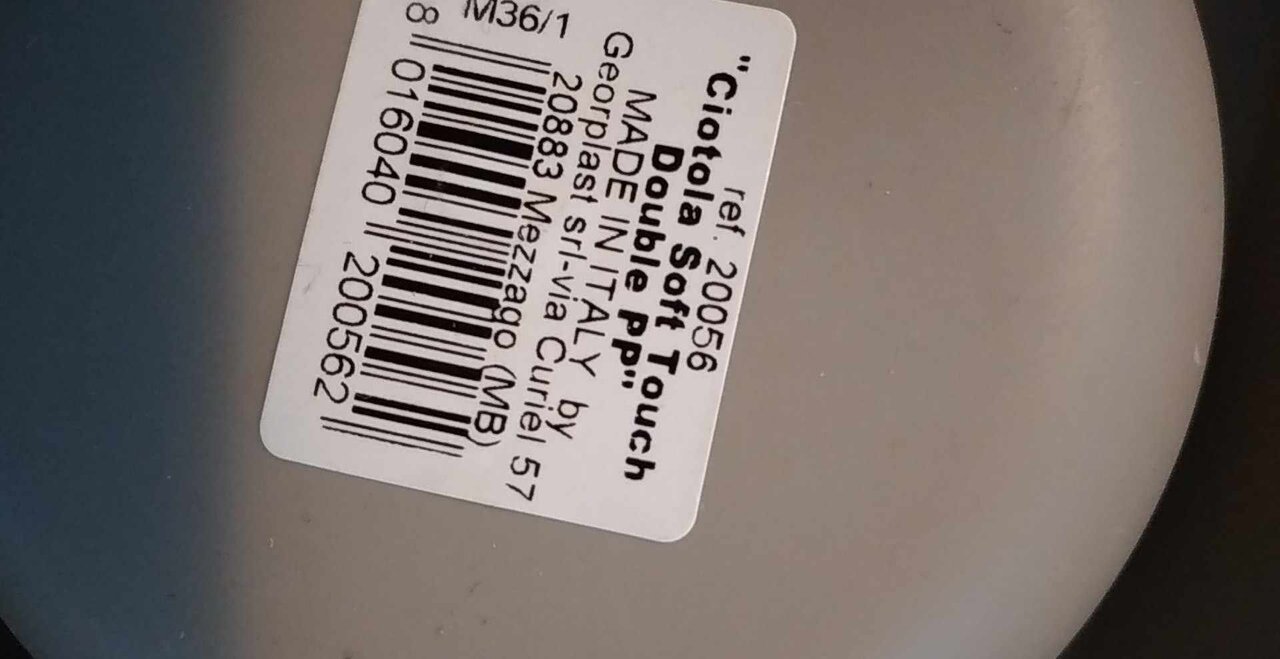 ref. 20056
"Ciotola Soft Touch
Double PP"
MADE IN ITALY by
Georplast srl-via Curiel 57
20883 Mezzago (MB)
M36/1
8 016040 200562